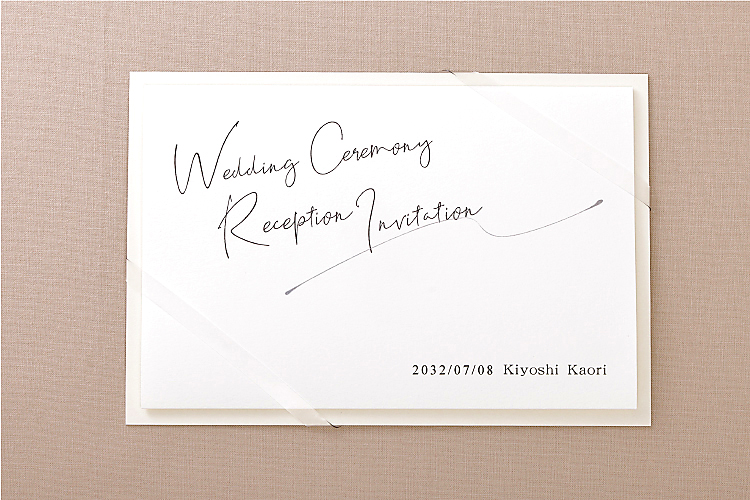 Wedding Ceremony
Reception Invitation
2032/07/08 Kiyoshi Kaori